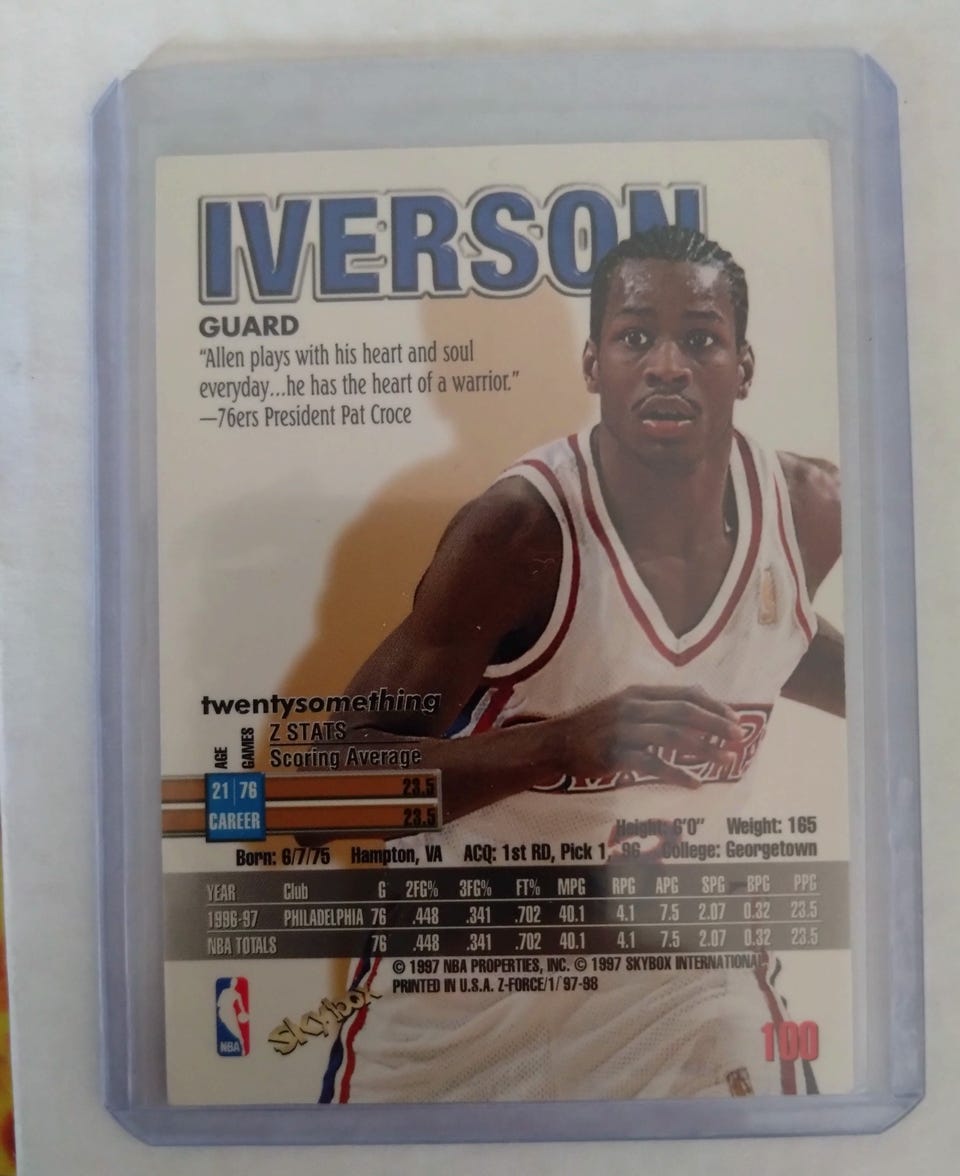 IVERSON
GUARD
“Allen plays with his heart and soul
everyday...he has the heart of a warrior.”
—76ers President Pat Croce
twentysomething
AGE GAMES Z STATS
Scoring Average
21 76 23.5
CAREER 23.5
Height: 6'0" Weight: 165
Born: 6/7/75 Hampton, VA ACQ: 1st RD, Pick 1, 96 College: Georgetown
YEAR Club G 2FG% 3FG% FT% MPG RPG APG SPG BPG PPG
1996-97 PHILADELPHIA 76 .448 .341 .702 40.1 4.1 7.5 2.07 0.32 23.5
NBA TOTALS 76 .448 .341 .702 40.1 4.1 7.5 2.07 0.32 23.5
© 1997 NBA PROPERTIES, INC. © 1997 SKYBOX INTERNATIONAL
PRINTED IN U.S.A. Z-FORCE/1/ 97-98
NBA
SkyBox
100